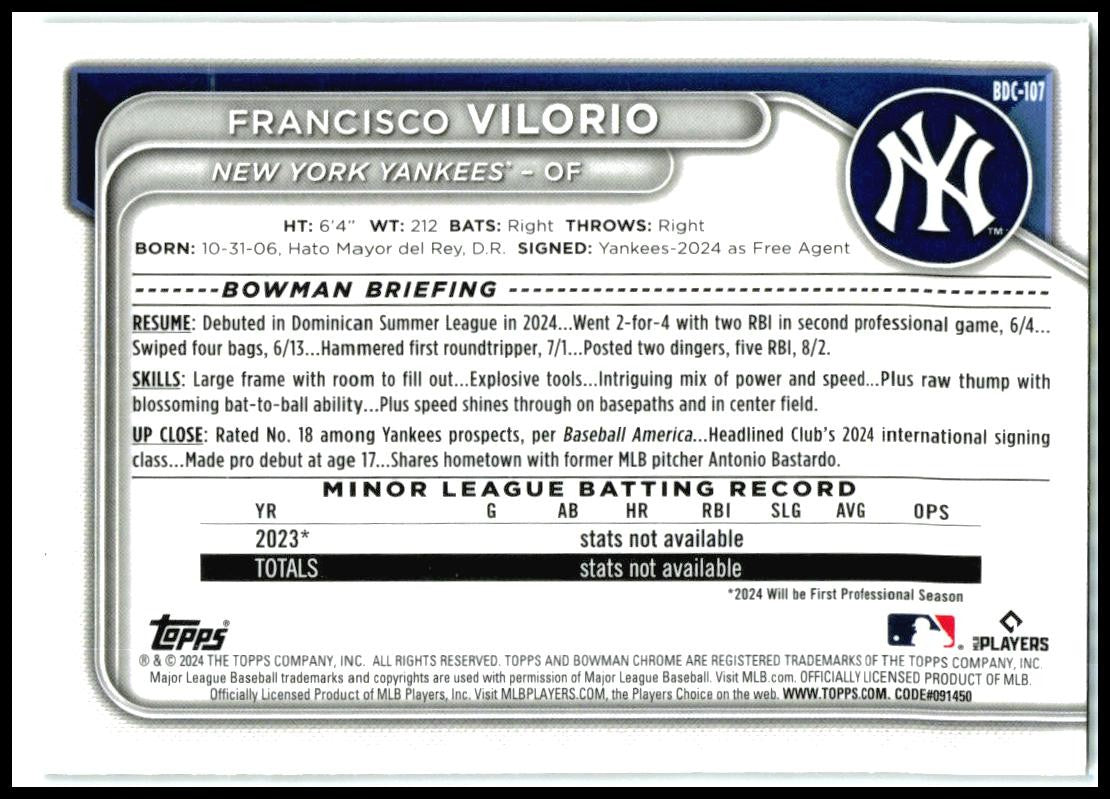 BDC-107
FRANCISCO VILORIO
NEW YORK YANKEES® – OF
NY
TM
HT: 6'4" WT: 212 BATS: Right THROWS: Right
BORN: 10-31-06, Hato Mayor del Rey, D.R. SIGNED: Yankees-2024 as Free Agent
BOWMAN BRIEFING
RESUME: Debuted in Dominican Summer League in 2024...Went 2-for-4 with two RBI in second professional game, 6/4...
Swiped four bags, 6/13...Hammered first roundtripper, 7/1...Posted two dingers, five RBI, 8/2.
SKILLS: Large frame with room to fill out...Explosive tools...Intriguing mix of power and speed...Plus raw thump with
blossoming bat-to-ball ability...Plus speed shines through on basepaths and in center field.
UP CLOSE: Rated No. 18 among Yankees prospects, per Baseball America...Headlined Club's 2024 international signing
class...Made pro debut at age 17...Shares hometown with former MLB pitcher Antonio Bastardo.
MINOR LEAGUE BATTING RECORD
YR G AB HR RBI SLG AVG OPS
2023* stats not available
TOTALS stats not available
*2024 Will be First Professional Season
Topps®
MLB PLAYERS
® & © 2024 THE TOPPS COMPANY, INC. ALL RIGHTS RESERVED. TOPPS AND BOWMAN CHROME ARE REGISTERED TRADEMARKS OF THE TOPPS COMPANY, INC.
Major League Baseball trademarks and copyrights are used with permission of Major League Baseball. Visit MLB.com. OFFICIALLY LICENSED PRODUCT OF MLB.
Officially Licensed Product of MLB Players, Inc. Visit MLBPLAYERS.COM, the Players Choice on the web. WWW.TOPPS.COM. CODE#091450